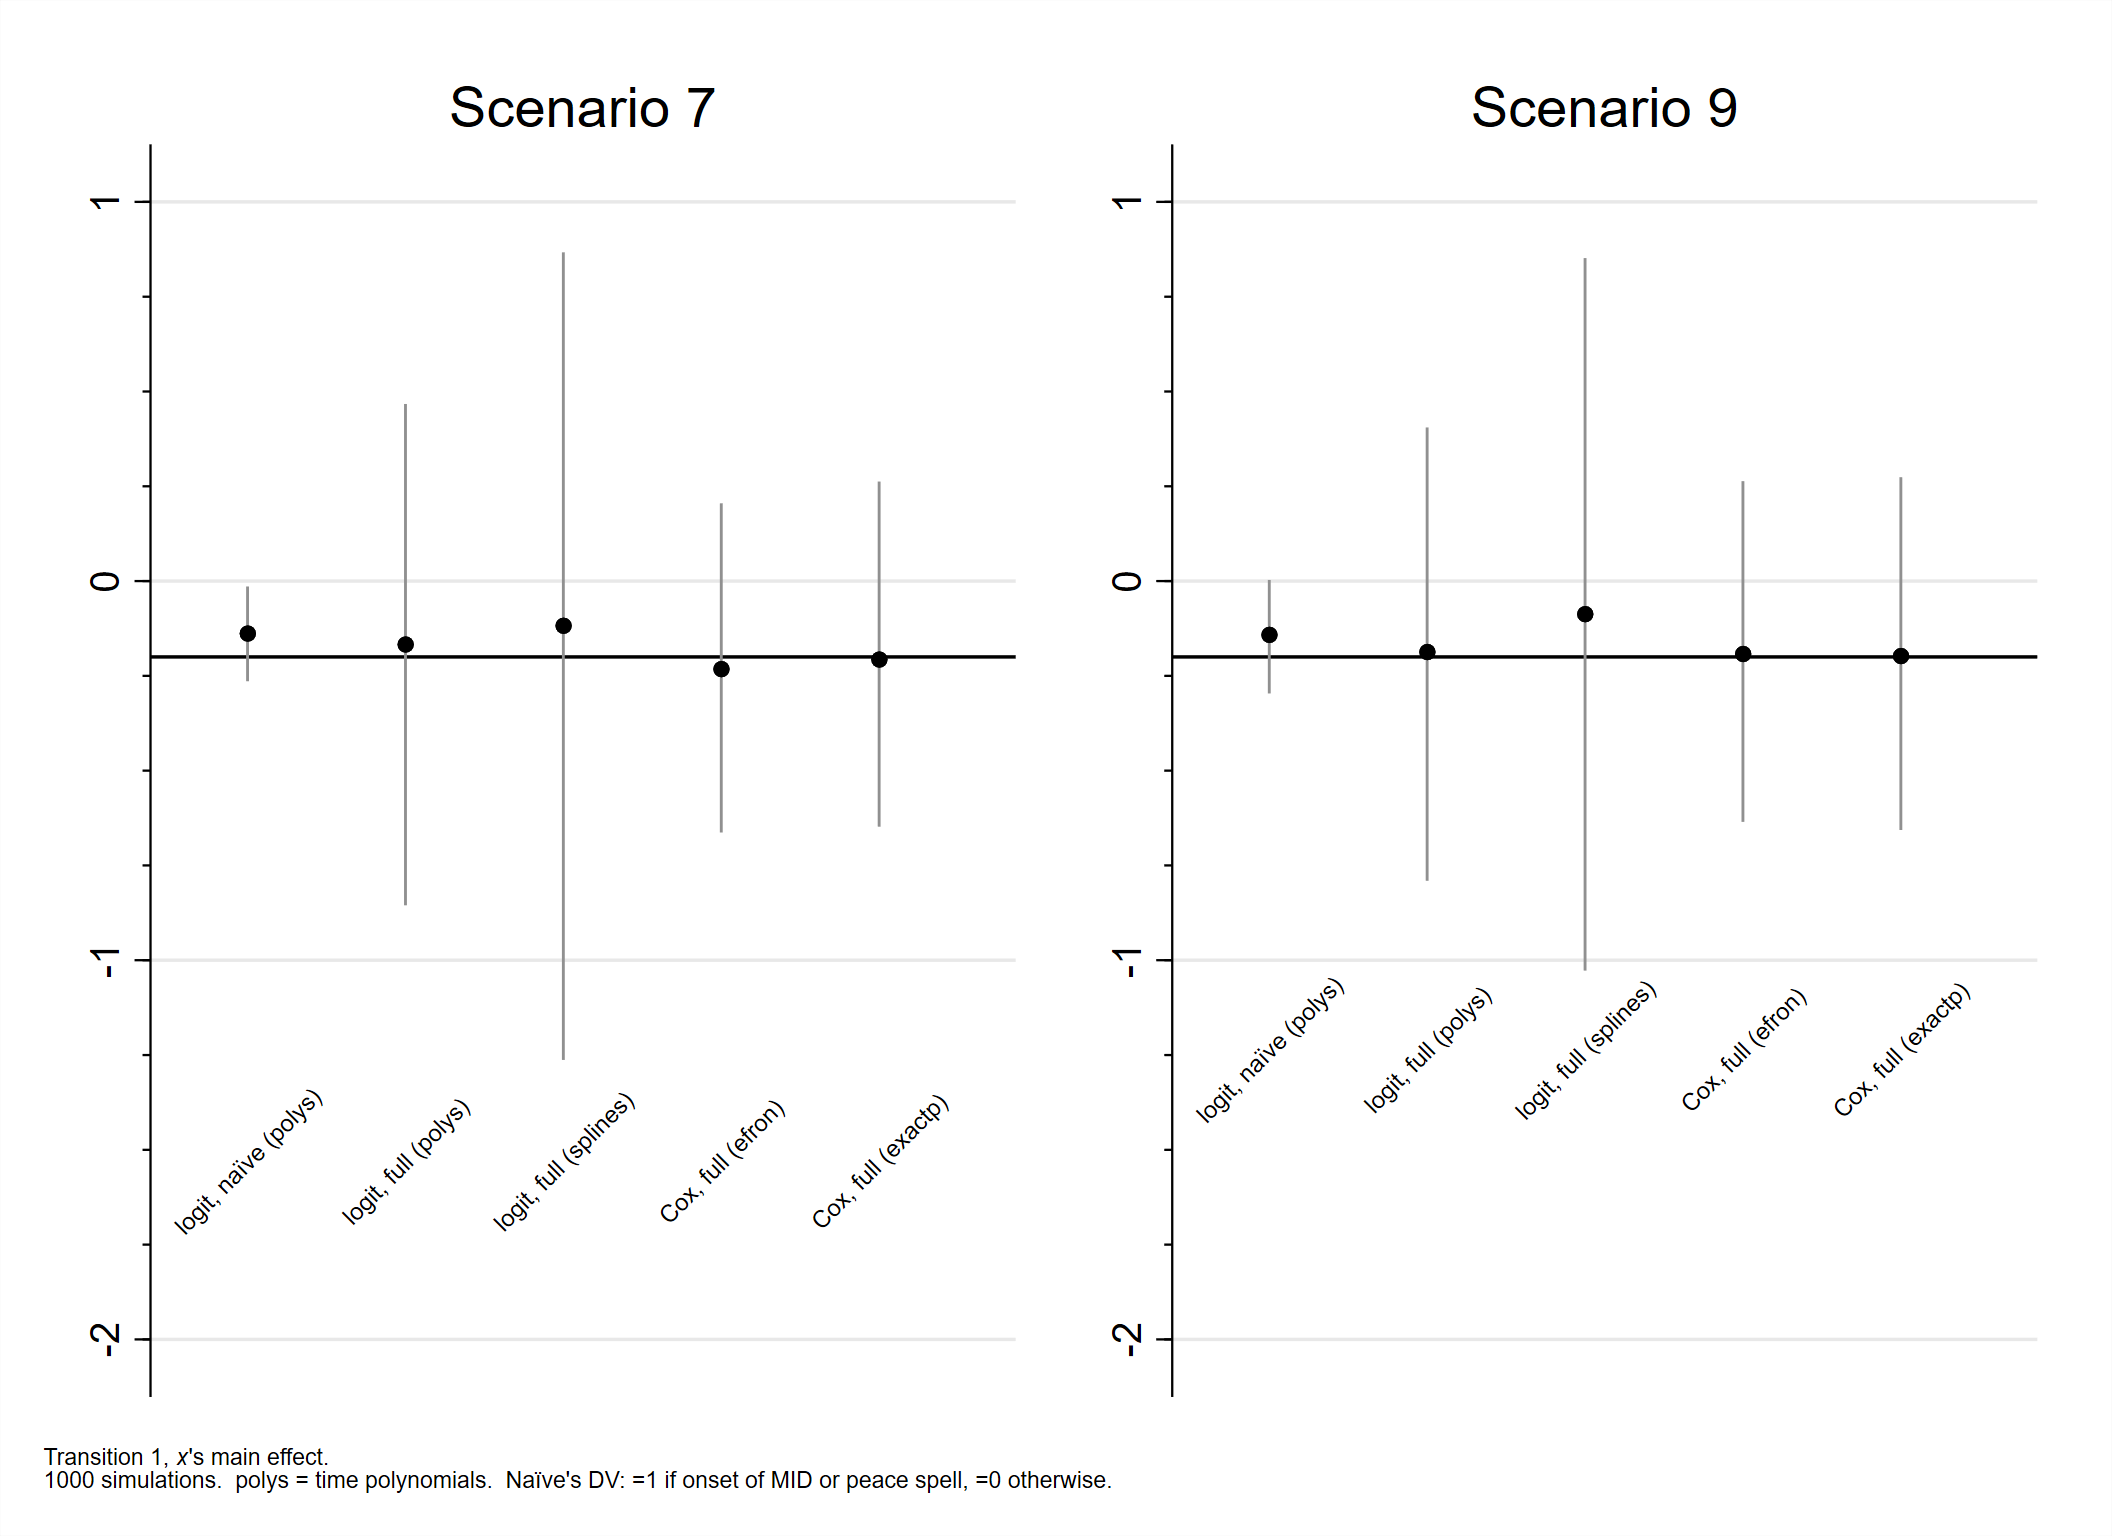 Scenario 7
1
0
-1
-2
logit, naïve (polys)
logit, full (polys)
logit, full (splines)
Cox, full (efron)
Cox, full (exactp)
Scenario 9
1
0
-1
-2
logit, naïve (polys)
logit, full (polys)
logit, full (splines)
Cox, full (efron)
Cox, full (exactp)
Transition 1, x's main effect.
1000 simulations.  polys = time polynomials.  Naïve's DV: =1 if onset of MID or peace spell, =0 otherwise.